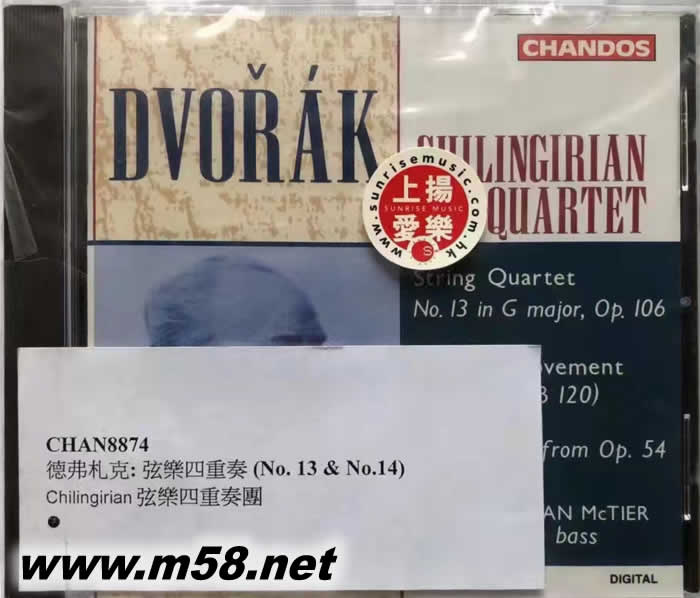 CHANDOS
DVOŘÁK
CHILINGIRIAN
QUARTET
www.sunrisemusic.com.hk
上揚
SUNRISE MUSIC
愛樂
S
String Quartet
No. 13 in G major, Op. 106
120)
from Op. 54
McTIER
bass
DIGITAL
CHAN8874
德弗札克: 弦樂四重奏 (No. 13 & No.14)
Chilingirian 弦樂四重奏團
www.m58.net